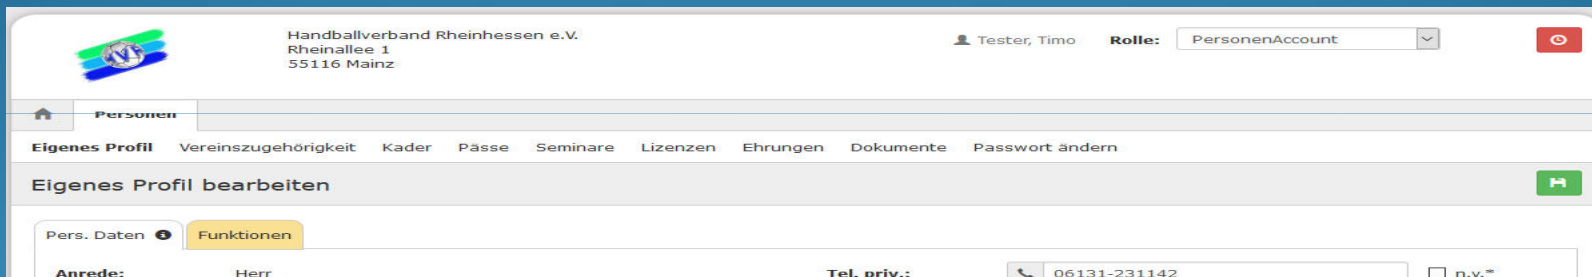 Handballverband Rheinhessen e.V.
Rheinallee 1
55116 Mainz
Tester, Timo Rolle: PersonenAccount
Personen
Eigenes Profil Vereinszugehörigkeit Kader Pässe Seminare Lizenzen Ehrungen Dokumente Passwort ändern
Eigenes Profil bearbeiten
Pers. Daten Funktionen
Anrede: Herr Tel. priv.: 06131-231142 n.v.*